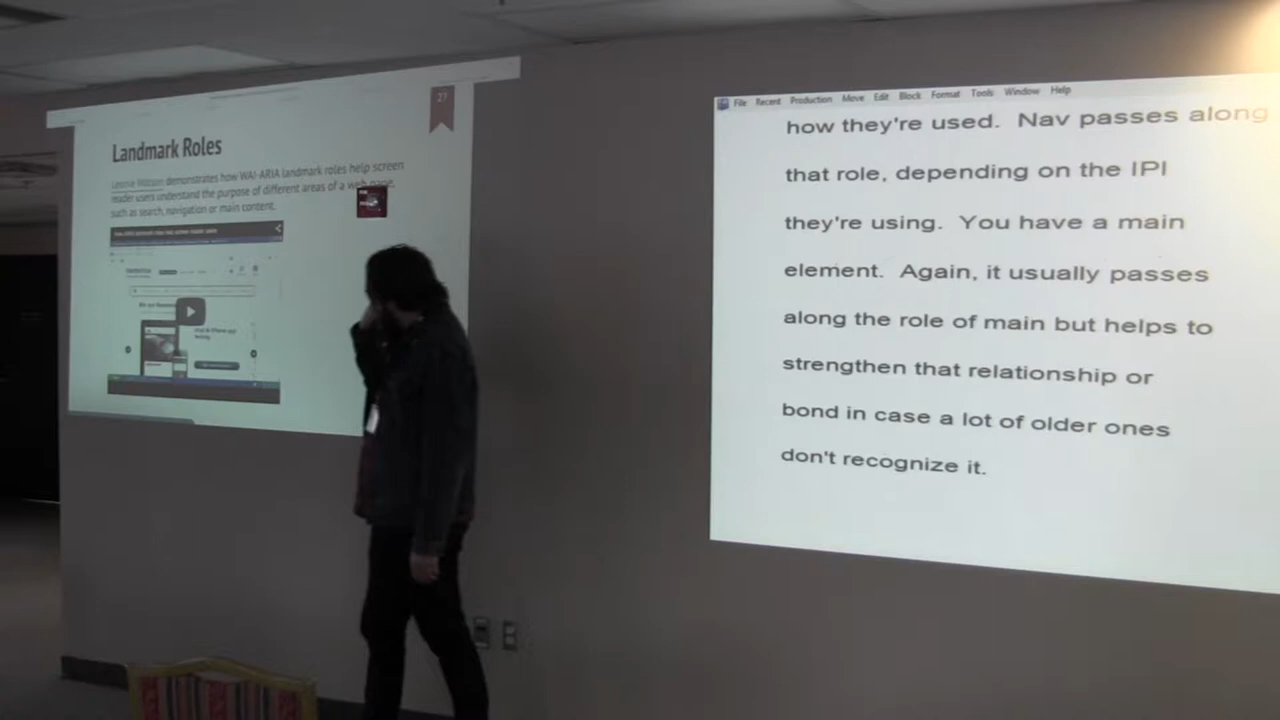 27
Landmark Roles
Léonie Watson demonstrates how WAI-ARIA landmark roles help screen
reader users understand the purpose of different areas of a web page,
such as search, navigation or main content.
File Recent Production Move Edit Block Format Tools Window Help
how they're used. Nav passes along
that role, depending on the IPI
they're using. You have a main
element. Again, it usually passes
along the role of main but helps to
strengthen that relationship or
bond in case a lot of older ones
don't recognize it.